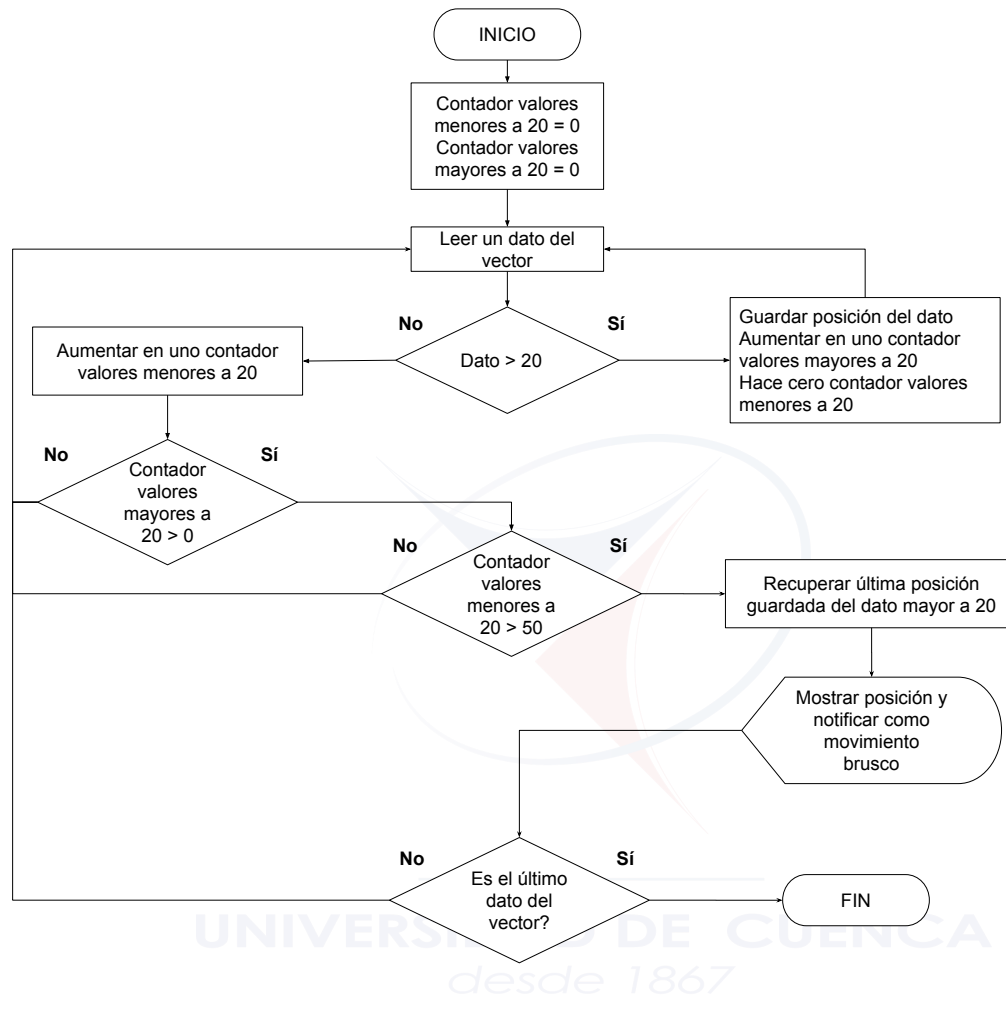 INICIO
Contador valores
menores a 20 = 0
Contador valores
mayores a 20 = 0
Leer un dato del
vector
No
Sí
Dato > 20
Aumentar en uno contador
valores menores a 20
Guardar posición del dato
Aumentar en uno contador
valores mayores a 20
Hace cero contador valores
menores a 20
No
Sí
Contador
valores
mayores a
20 > 0
No
Sí
Contador
valores
menores a
20 > 50
Recuperar última posición
guardada del dato mayor a 20
Mostrar posición y
notificar como
movimiento
brusco
No
Sí
Es el último
dato del
vector?
FIN
UNIVERSIDAD DE CUENCA
desde 1867